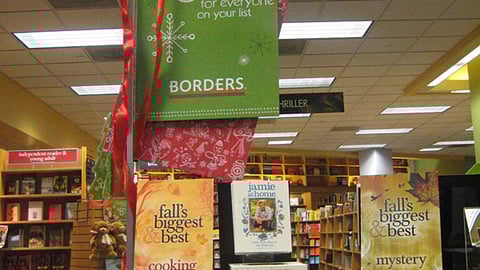 for everyone
on your list
BORDERS
THRILLER
independent reader &
young adult
fall's
biggest
& best
cooking
jamie
at home
fall's
biggest
& best
mystery